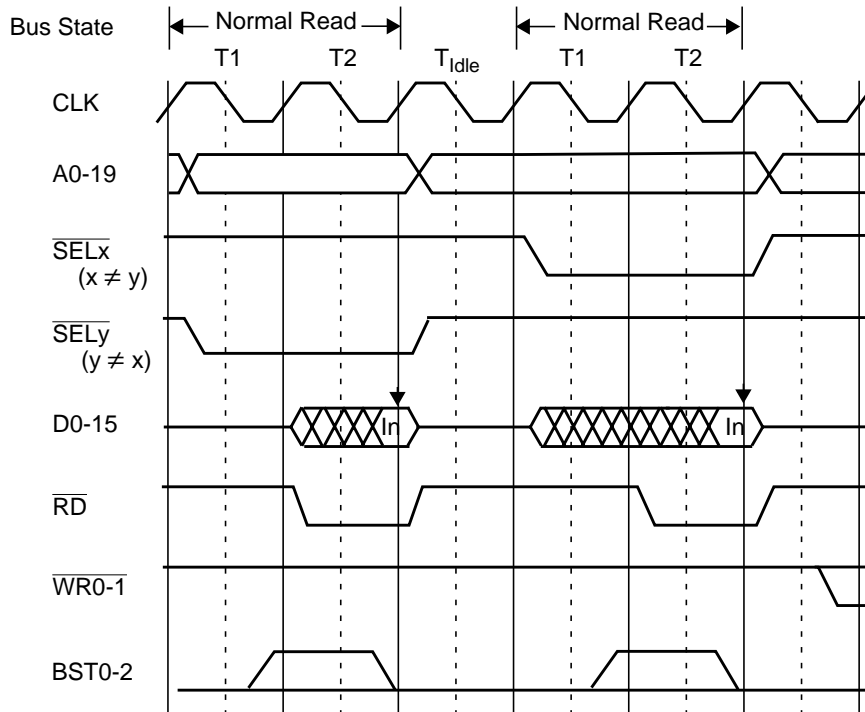 Bus State
Normal Read
Normal Read
T1
T2
TIdle
T1
T2
CLK
A0-19
SELx
(x ≠ y)
SELy
(y ≠ x)
D0-15
In
In
RD
WR0-1
BST0-2